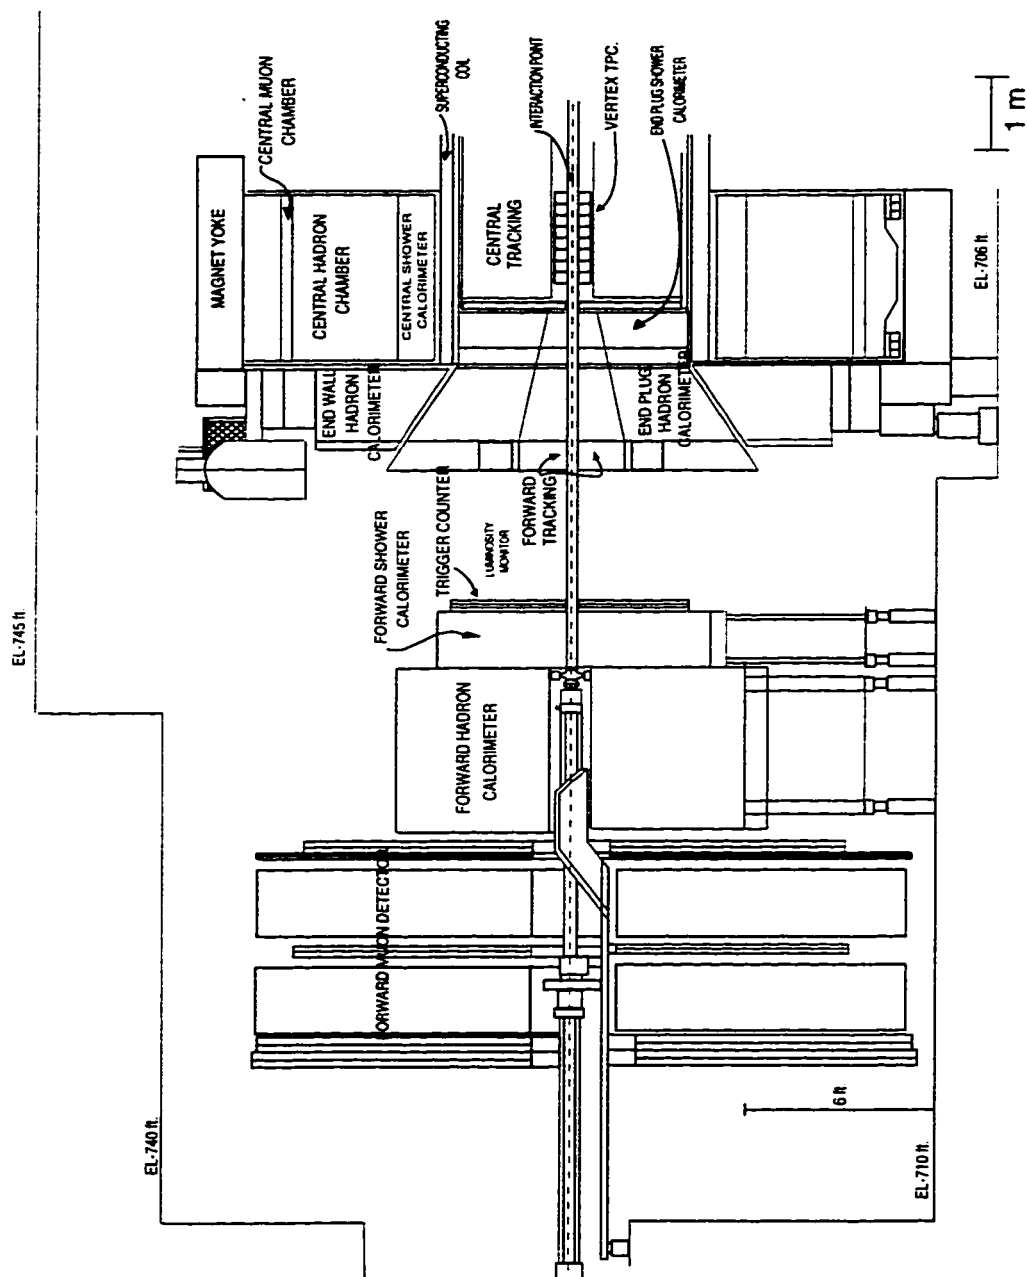 EL-745 ft.
EL-740 ft.
MAGNET YOKE
CENTRAL MUON
CHAMBER
CENTRAL HADRON
CHAMBER
CENTRAL SHOWER
CALORIMETER
SUPERCONDUCTING
COIL
CENTRAL
TRACKING
INTERACTION POINT
VERTEX TPC.
END PLUG SHOWER
CALORIMETER
END WALL
HADRON
CALORIMETER
END PLUG
HADRON
CALORIMETER
FORWARD
TRACKING
LUMINOSITY
MONITOR
TRIGGER COUNTER
FORWARD SHOWER
CALORIMETER
FORWARD HADRON
CALORIMETER
FORWARD MUON DETECTOR
6 ft
EL-710 ft.
EL-706 ft.
1 m